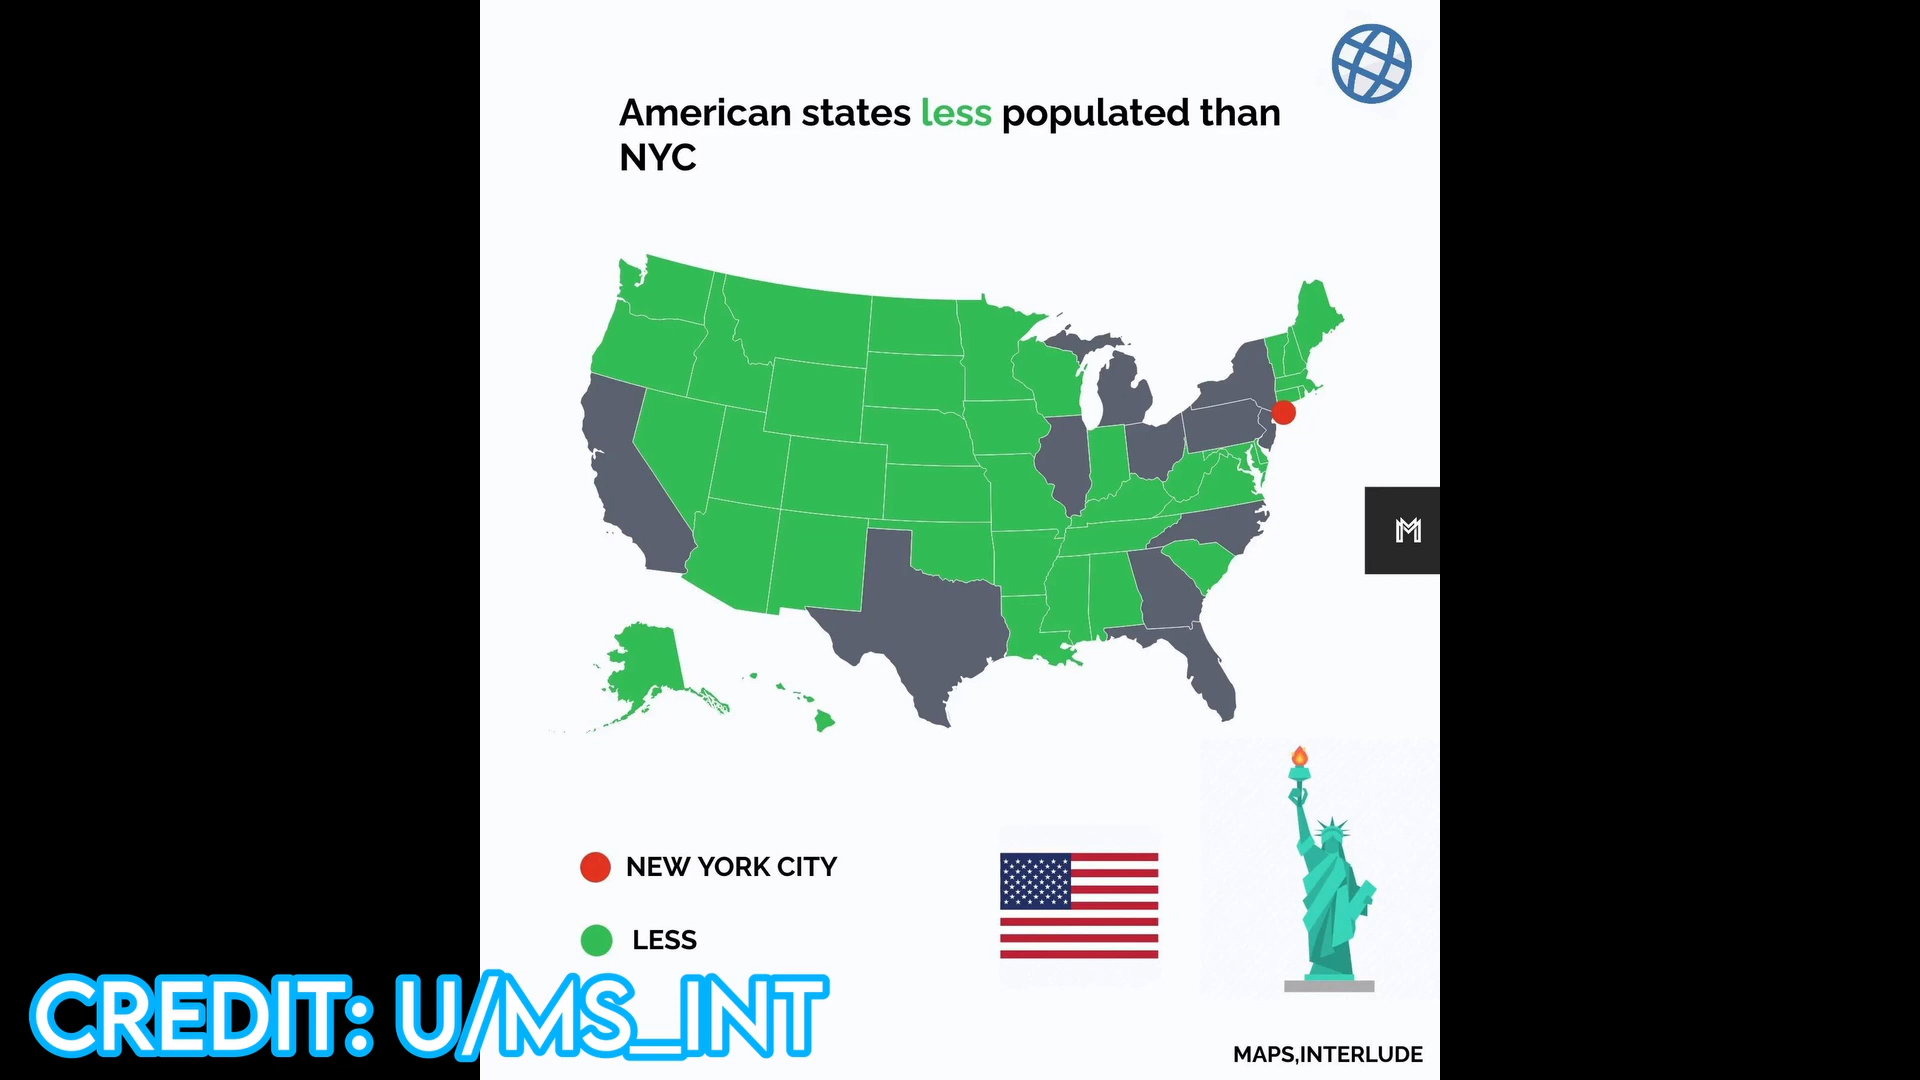 American states less populated than
NYC
M
NEW YORK CITY
LESS
CREDIT: U/MS_INT
MAPS,INTERLUDE